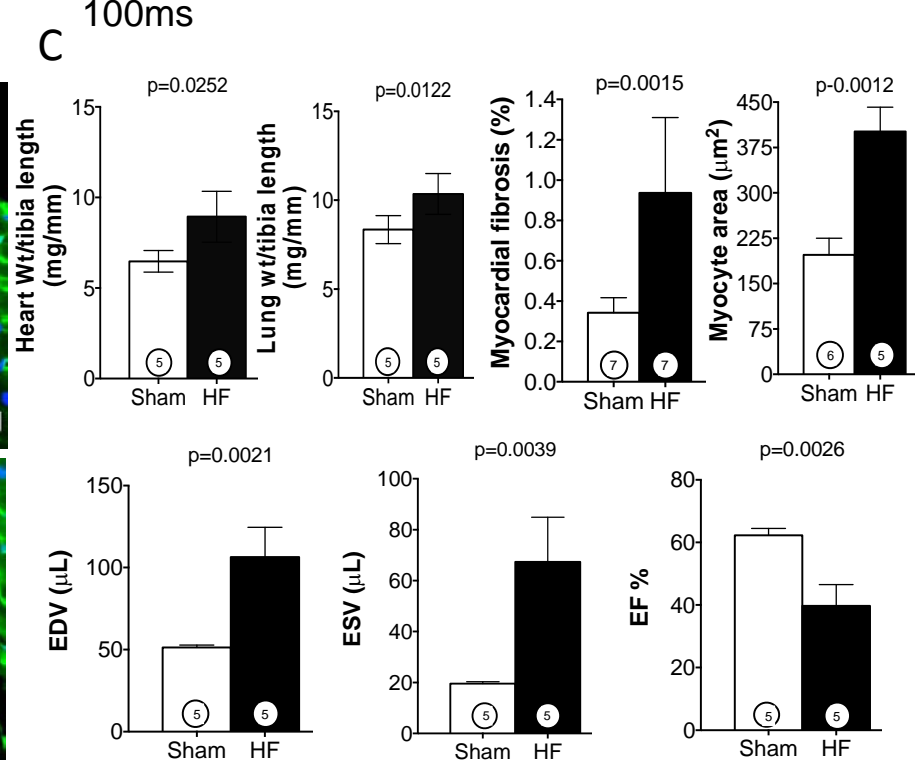 100ms
C
p=0.0252
Heart Wt/tibia length
(mg/mm)
15
10
5
0
5
5
Sham HF
p=0.0122
Lung wt/tibia length
(mg/mm)
15
10
5
0
5
5
Sham HF
p=0.0015
Myocardial fibrosis (%)
1.4
1.2
1.0
0.8
0.6
0.4
0.2
0.0
7
7
Sham HF
p-0.0012
Myocyte area (μm²)
450
375
300
225
150
75
0
6
5
Sham HF
p=0.0021
EDV (μL)
150
100
50
0
5
5
Sham HF
p=0.0039
ESV (μL)
100
80
60
40
20
0
5
5
Sham HF
p=0.0026
EF %
80
60
40
20
0
5
5
Sham HF